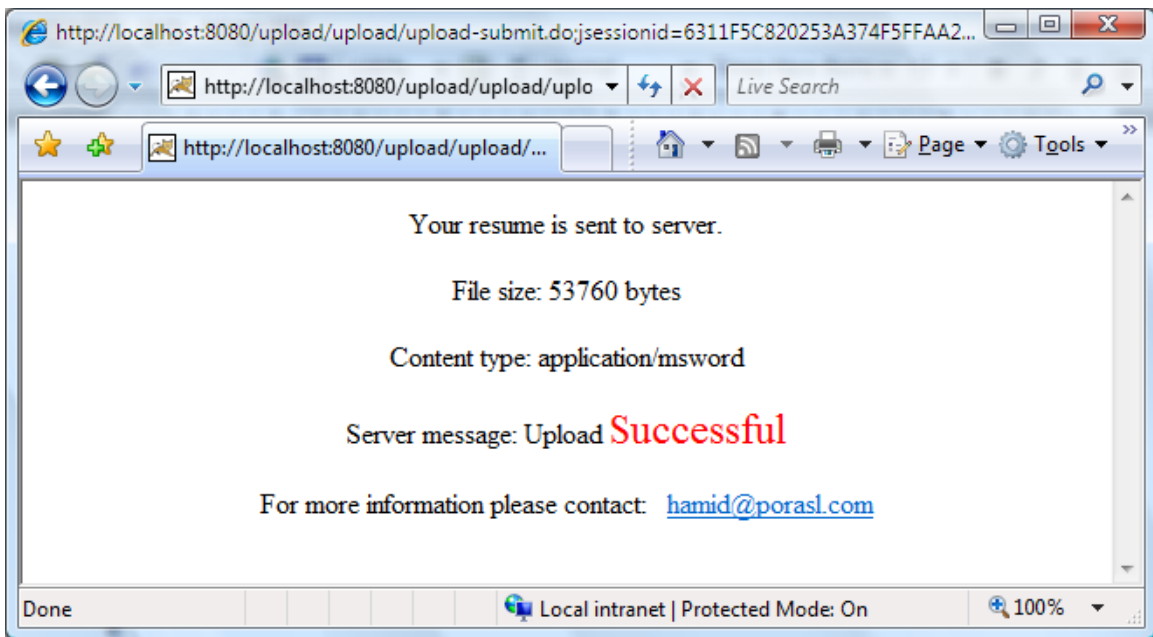 http://localhost:8080/upload/upload/upload-submit.do;jsessionid=6311F5C820253A374F5FFAA2...
http://localhost:8080/upload/upload/uplo
Live Search
http://localhost:8080/upload/upload/...
Page
Tools
Your resume is sent to server.
File size: 53760 bytes
Content type: application/msword
Server message: Upload Successful
For more information please contact: hamid@porasl.com
Done
Local intranet | Protected Mode: On
100%